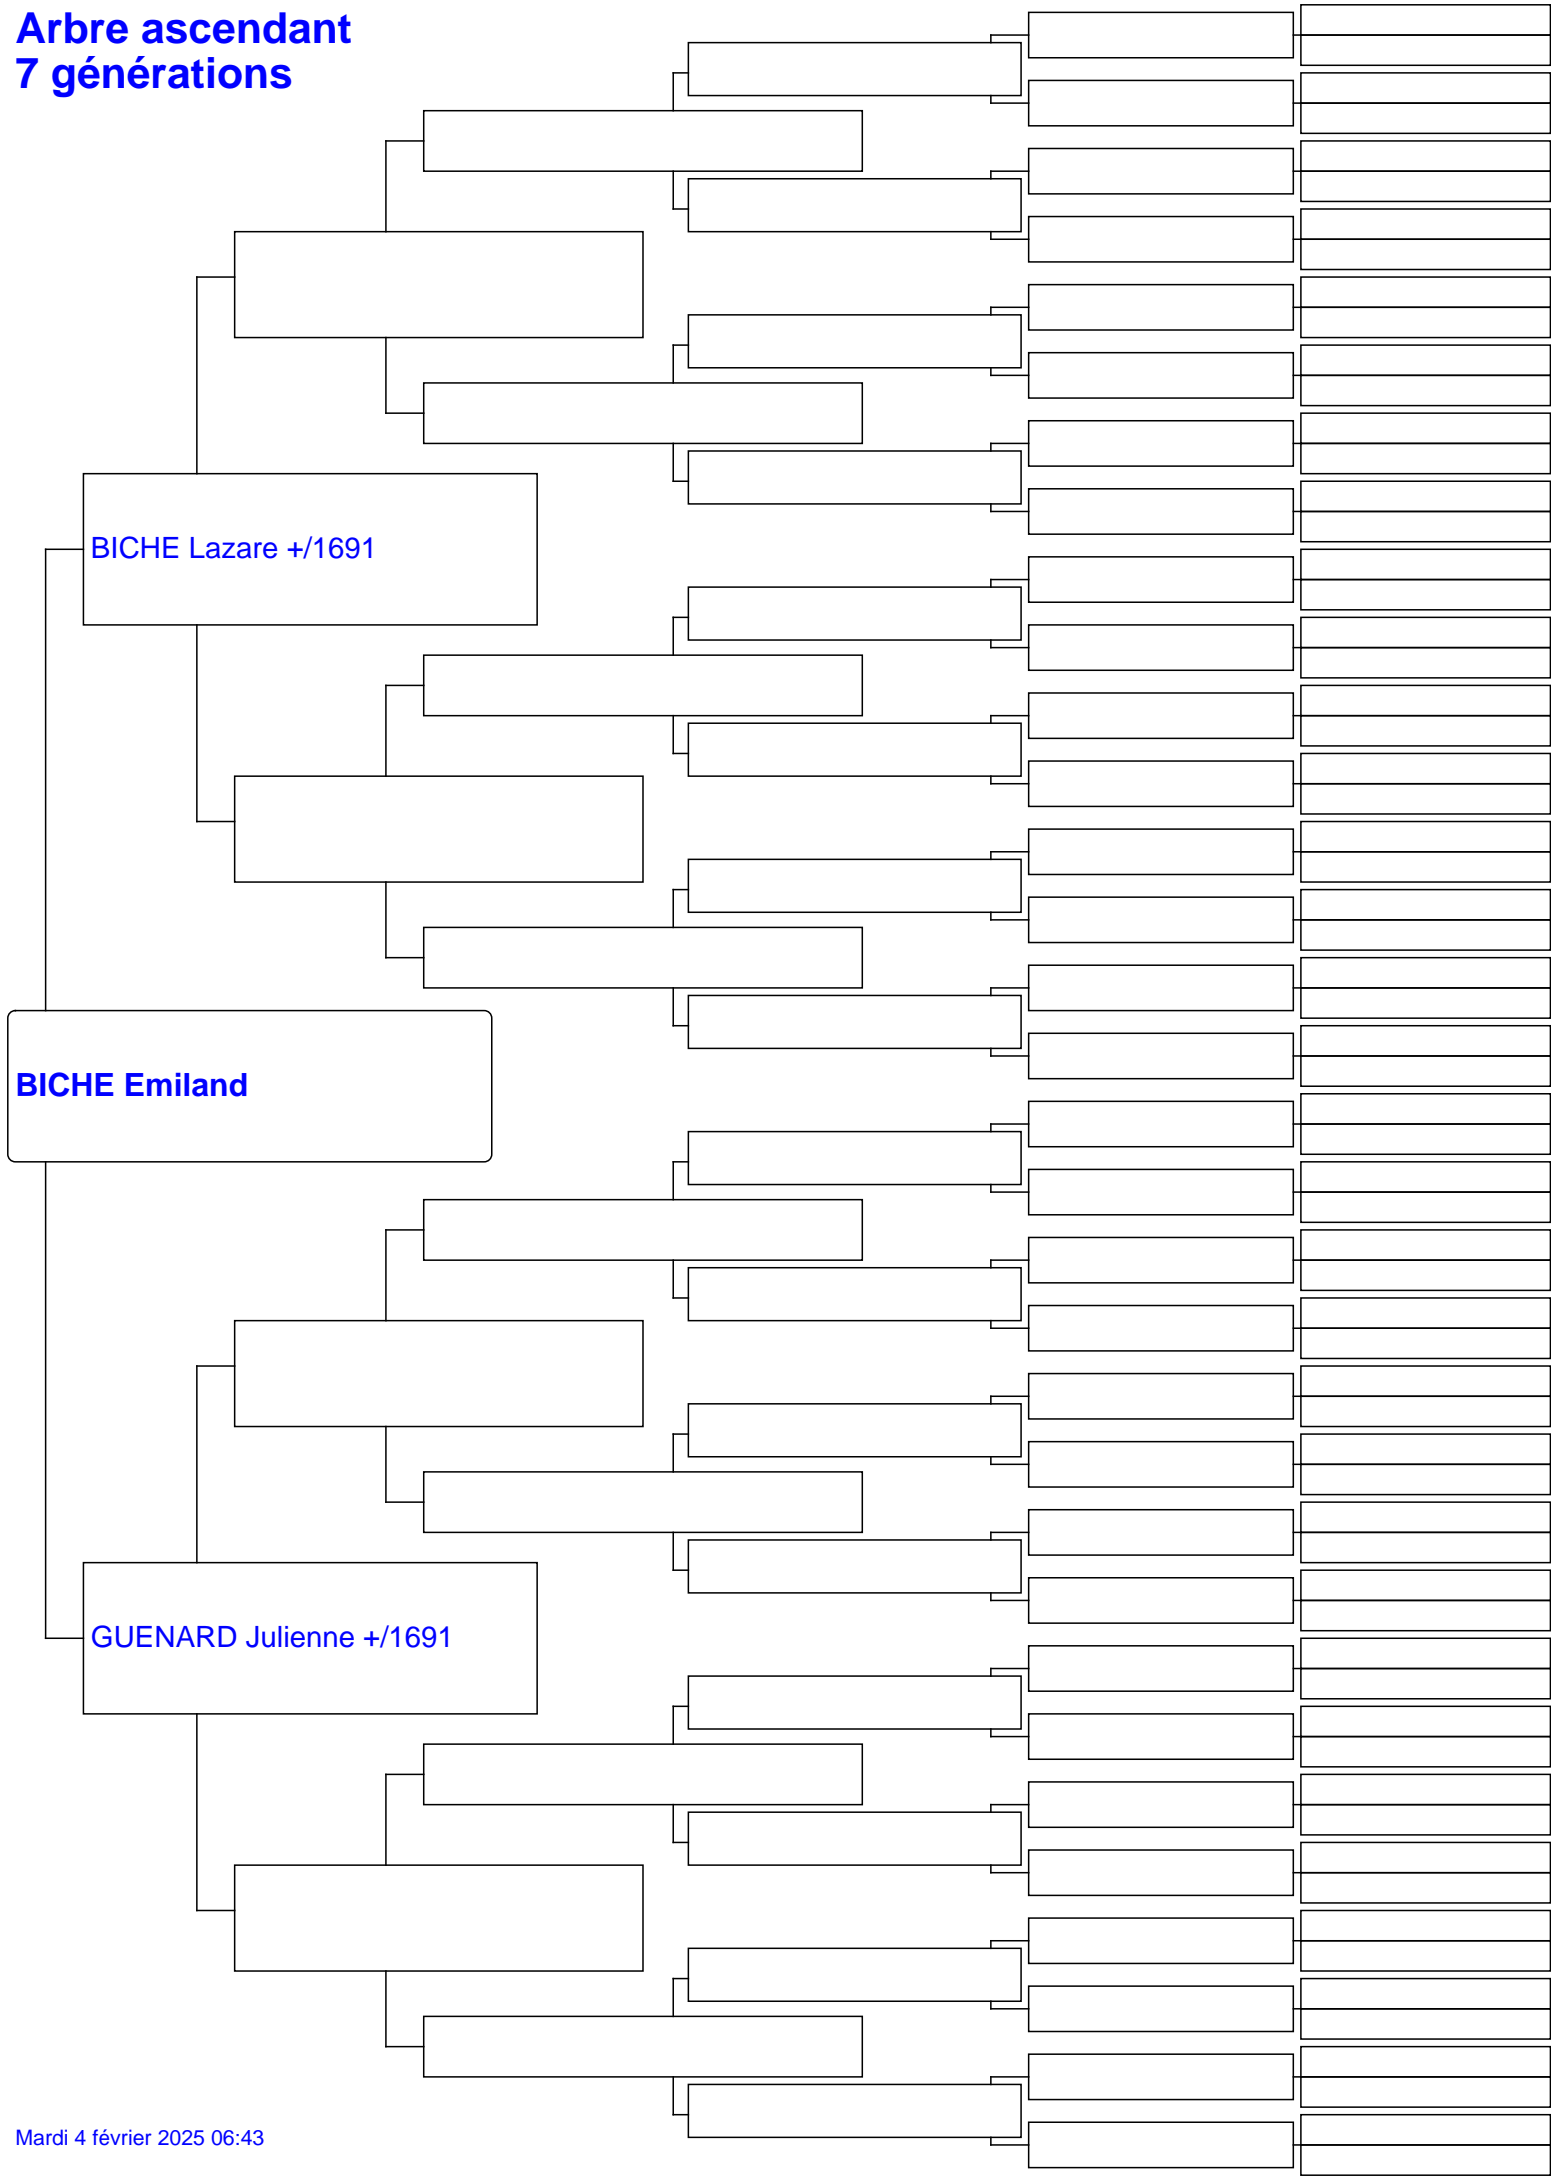 Arbre ascendant
7 générations
BICHE Lazare +/1691
BICHE Emiland
GUENARD Julienne +/1691
Mardi 4 février 2025 06:43